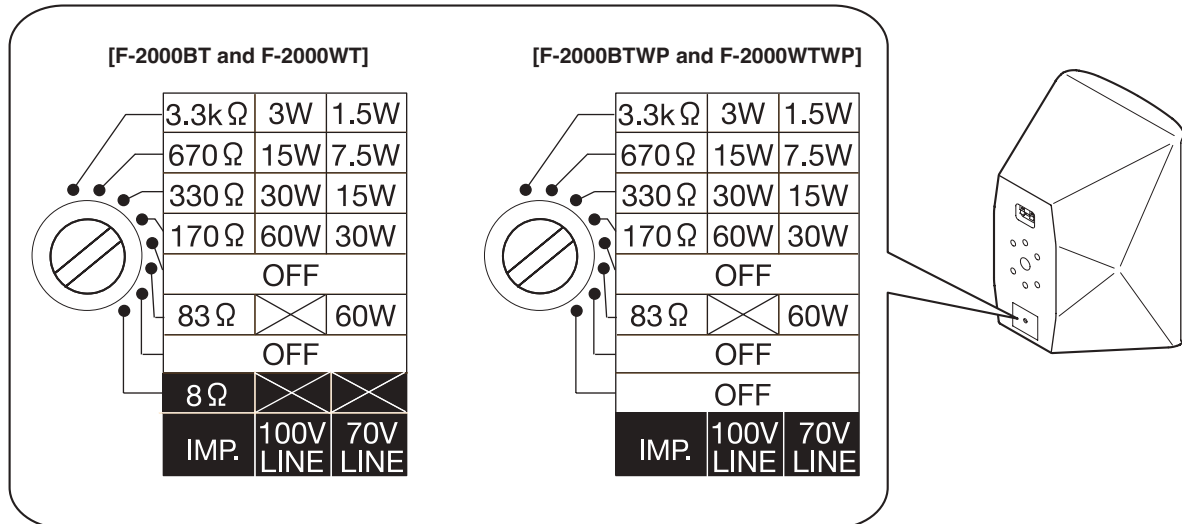 [F-2000BT and F-2000WT]
3.3kΩ 3W 1.5W
670Ω 15W 7.5W
330Ω 30W 15W
170Ω 60W 30W
OFF
83Ω 60W
OFF
8Ω
IMP. 100V LINE 70V LINE
[F-2000BTWP and F-2000WTWP]
3.3kΩ 3W 1.5W
670Ω 15W 7.5W
330Ω 30W 15W
170Ω 60W 30W
OFF
83Ω 60W
OFF
OFF
IMP. 100V LINE 70V LINE